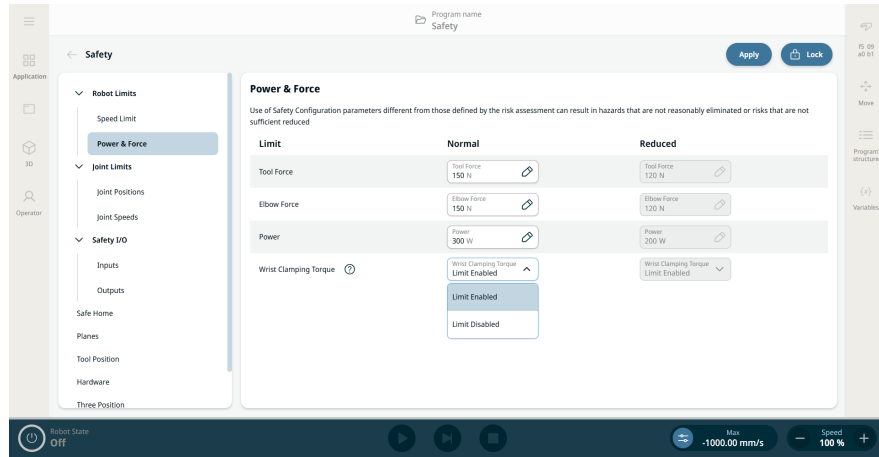 Program name
Safety
Application
3D
Operator
Safety
Apply
Lock
Robot Limits
Speed Limit
Power & Force
Joint Limits
Joint Positions
Joint Speeds
Safety I/O
Inputs
Outputs
Safe Home
Planes
Tool Position
Hardware
Three Position
Power & Force
Use of Safety Configuration parameters different from those defined by the risk assessment can result in hazards that are not reasonably eliminated or risks that are not
sufficient reduced
Limit Normal Reduced
Tool Force
Tool Force
150 N
Tool Force
120 N
Elbow Force
Elbow Force
150 N
Elbow Force
120 N
Power
Power
300 W
Power
200 W
Wrist Clamping Torque ?
Wrist Clamping Torque
Limit Enabled
Wrist Clamping Torque
Limit Enabled
Limit Enabled
Limit Disabled
f5 09
a0 b1
Move
Program
structure
{x}
Variables
Robot State
Off
Max
-1000.00 mm/s
Speed
100 %